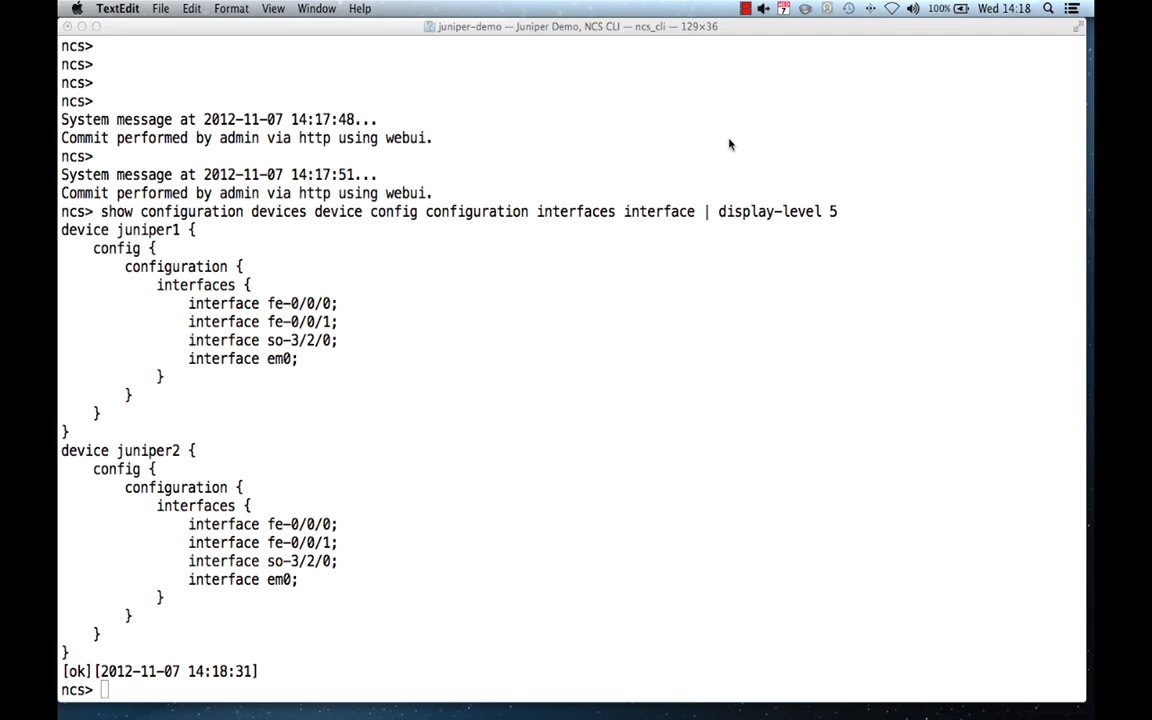 TextEdit File Edit Format View Window Help 7 100% Wed 14:18
juniper-demo — Juniper Demo, NCS CLI — ncs_cli — 129×36
ncs>
ncs>
ncs>
ncs>
System message at 2012-11-07 14:17:48...
Commit performed by admin via http using webui.
ncs>
System message at 2012-11-07 14:17:51...
Commit performed by admin via http using webui.
ncs> show configuration devices device config configuration interfaces interface | display-level 5
device juniper1 {
    config {
        configuration {
            interfaces {
                interface fe-0/0/0;
                interface fe-0/0/1;
                interface so-3/2/0;
                interface em0;
            }
        }
    }
}
device juniper2 {
    config {
        configuration {
            interfaces {
                interface fe-0/0/0;
                interface fe-0/0/1;
                interface so-3/2/0;
                interface em0;
            }
        }
    }
}
[ok][2012-11-07 14:18:31]
ncs>